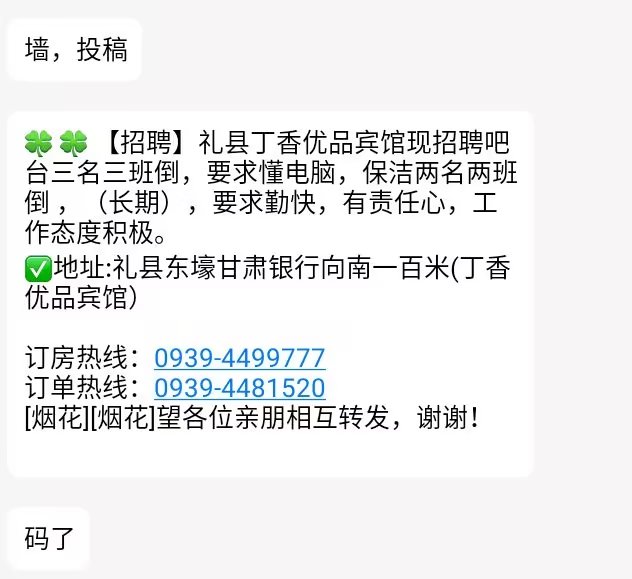 墙，投稿
🍀🍀【招聘】礼县丁香优品宾馆现招聘吧
台三名三班倒，要求懂电脑，保洁两名两班
倒，（长期），要求勤快，有责任心，工
作态度积极。
✅地址:礼县东壕甘肃银行向南一百米(丁香
优品宾馆）
订房热线：0939-4499777
订单热线：0939-4481520
[烟花][烟花]望各位亲朋相互转发，谢谢！
码了